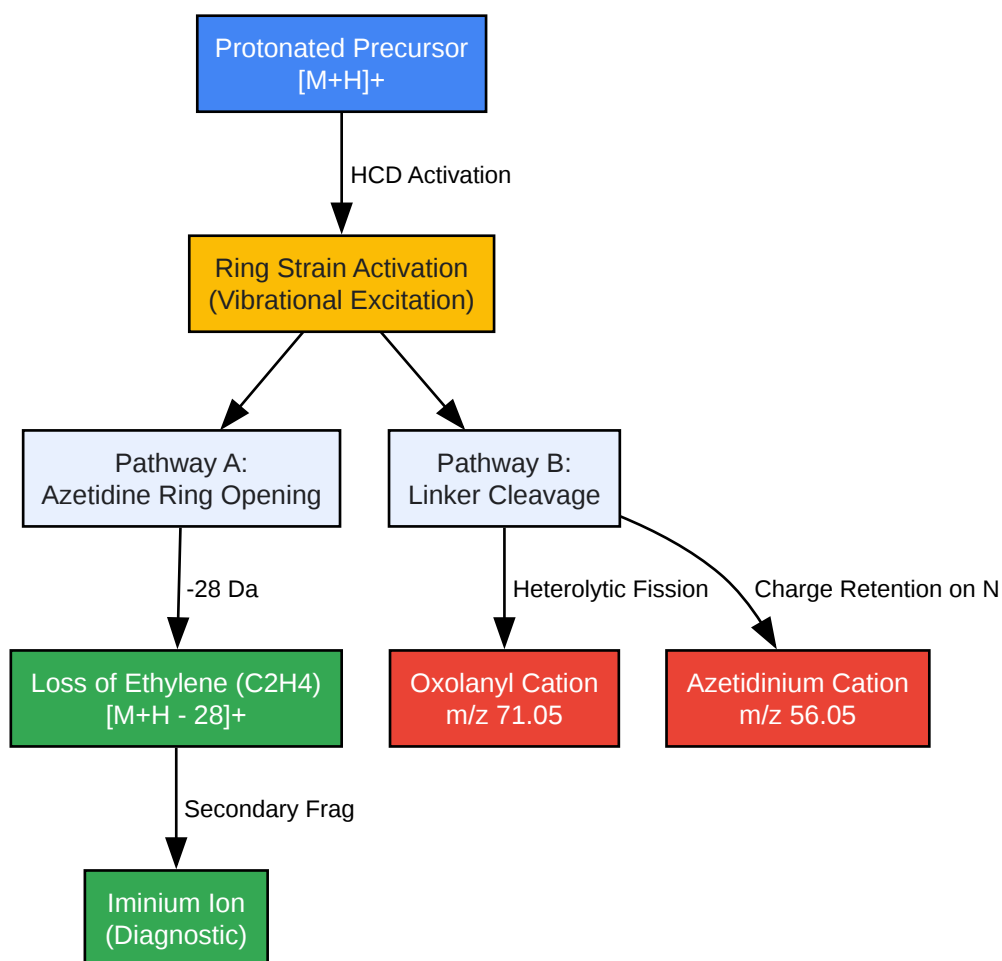 Protonated Precursor
[M+H]+
HCD Activation
Ring Strain Activation
(Vibrational Excitation)
Pathway A:
Azetidine Ring Opening
Pathway B:
Linker Cleavage
-28 Da
Heterolytic Fission
Charge Retention on N
Loss of Ethylene (C2H4)
[M+H - 28]+
Oxolanyl Cation
m/z 71.05
Azetidinium Cation
m/z 56.05
Secondary Frag
Iminium Ion
(Diagnostic)